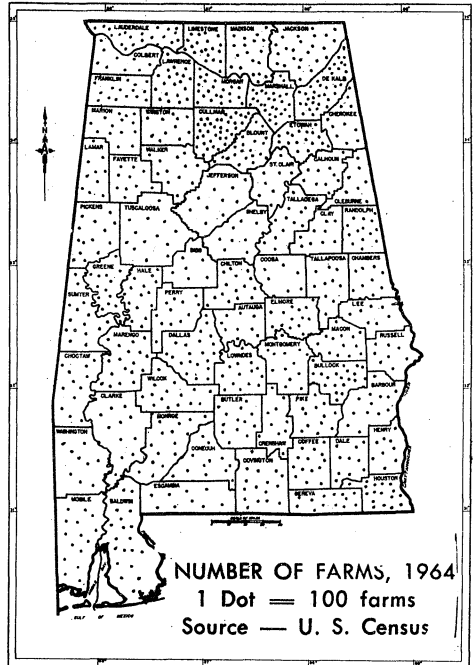 LAUDERDALE
LIMESTONE
MADISON
JACKSON
COLBERT
LAWRENCE
FRANKLIN
MORGAN
MARSHALL
DE KALB
MARION
WINSTON
CULLMAN
CHEROKEE
ETOWAH
BLOUNT
LAMAR
FAYETTE
WALKER
ST. CLAIR
CALHOUN
JEFFERSON
CLEBURNE
PICKENS
TUSCALOOSA
SHELBY
TALLADEGA
CLAY
RANDOLPH
BIBB
GREENE
HALE
CHILTON
COOSA
TALLAPOOSA
CHAMBERS
SUMTER
PERRY
AUTAUGA
ELMORE
LEE
MARENGO
DALLAS
MACON
RUSSELL
CHOCTAW
LOWNDES
MONTGOMERY
BULLOCK
WILCOX
BARBOUR
CLARKE
BUTLER
PIKE
MONROE
WASHINGTON
HENRY
CONECUH
CRENSHAW
COFFEE
DALE
COVINGTON
ESCAMBIA
GENEVA
HOUSTON
MOBILE
BALDWIN
GULF OF MEXICO
NUMBER OF FARMS, 1964
1 Dot = 100 farms
Source — U. S. Census